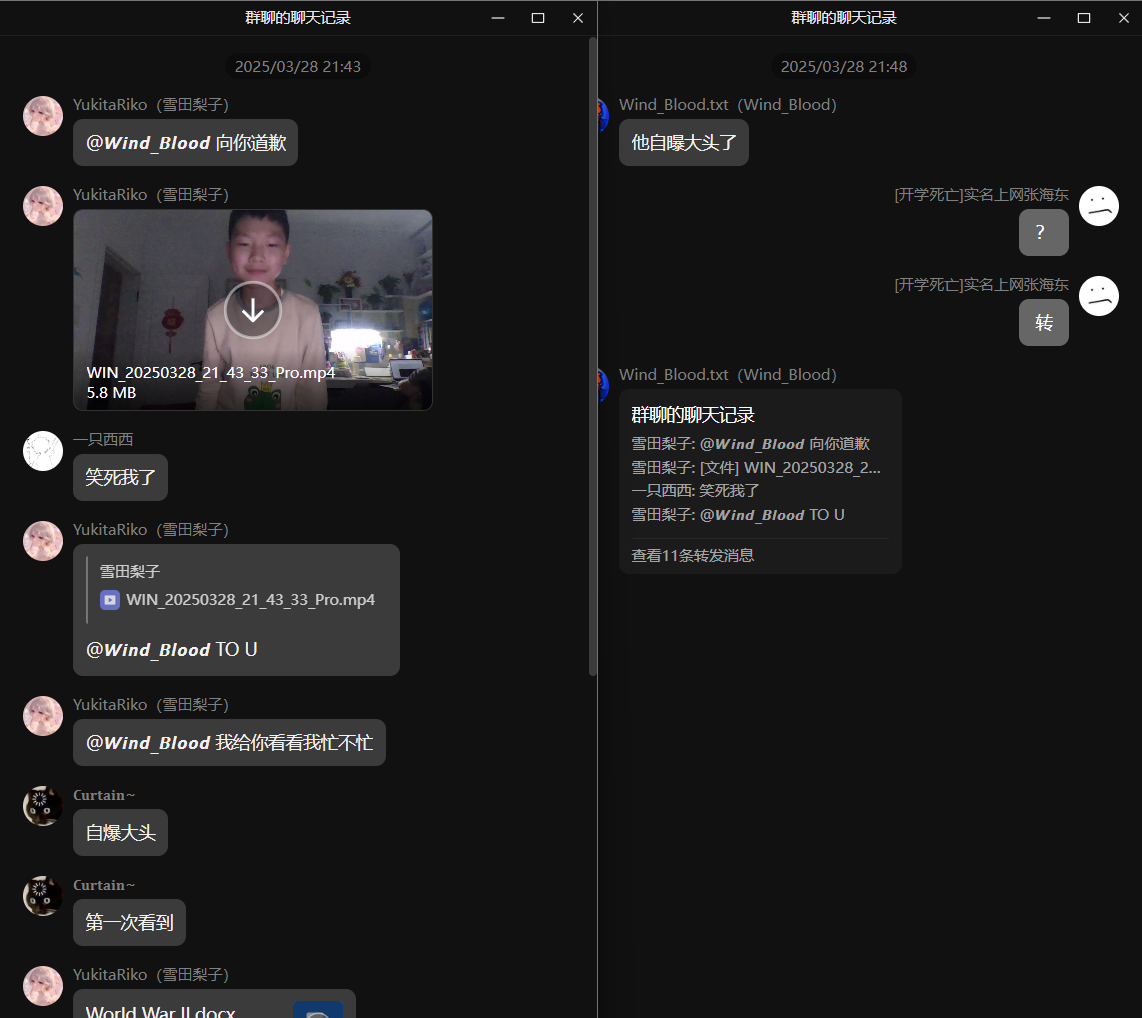 群聊的聊天记录
2025/03/28 21:43
YukitaRiko（雪田梨子）
@Wind_Blood 向你道歉
YukitaRiko（雪田梨子）
WIN_20250328_21_43_33_Pro.mp4
5.8 MB
一只西西
笑死我了
YukitaRiko（雪田梨子）
雪田梨子
WIN_20250328_21_43_33_Pro.mp4
@Wind_Blood TO U
YukitaRiko（雪田梨子）
@Wind_Blood 我给你看看我忙不忙
Curtain~
自爆大头
Curtain~
第一次看到
YukitaRiko（雪田梨子）
World War II.docx
群聊的聊天记录
2025/03/28 21:48
Wind_Blood.txt（Wind_Blood）
他自曝大头了
[开学死亡]实名上网张海东
？
[开学死亡]实名上网张海东
转
Wind_Blood.txt（Wind_Blood）
群聊的聊天记录
雪田梨子: @Wind_Blood 向你道歉
雪田梨子: [文件] WIN_20250328_2...
一只西西: 笑死我了
雪田梨子: @Wind_Blood TO U
查看11条转发消息